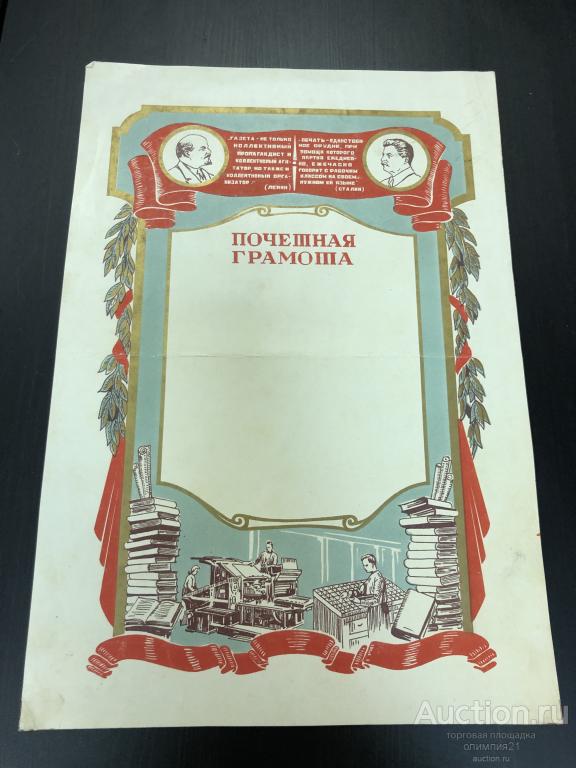 „ГАЗЕТА - НЕ ТОЛЬКО
КОЛЛЕКТИВНЫЙ
ПРОПАГАНДИСТ И
КОЛЛЕКТИВНЫЙ АГИ-
ТАТОР, НО ТАКЖЕ И
КОЛЛЕКТИВНЫЙ ОРГА-
НИЗАТОР."
(ЛЕНИН)
„ПЕЧАТЬ - ЕДИНСТВЕН-
НОЕ ОРУДИЕ, ПРИ
ПОМОЩИ КОТОРОГО
ПАРТИЯ ЕЖЕДНЕВ-
НО, ЕЖЕЧАСНО
ГОВОРИТ С РАБОЧИМ
КЛАССОМ НА СВОЕМ,
НУЖНОМ ЕЙ ЯЗЫКЕ"
(СТАЛИН)
ПОЧЕТНАЯ
ГРАМОТА
Auction.ru
торговая площадка
олимпия21
auction.ru